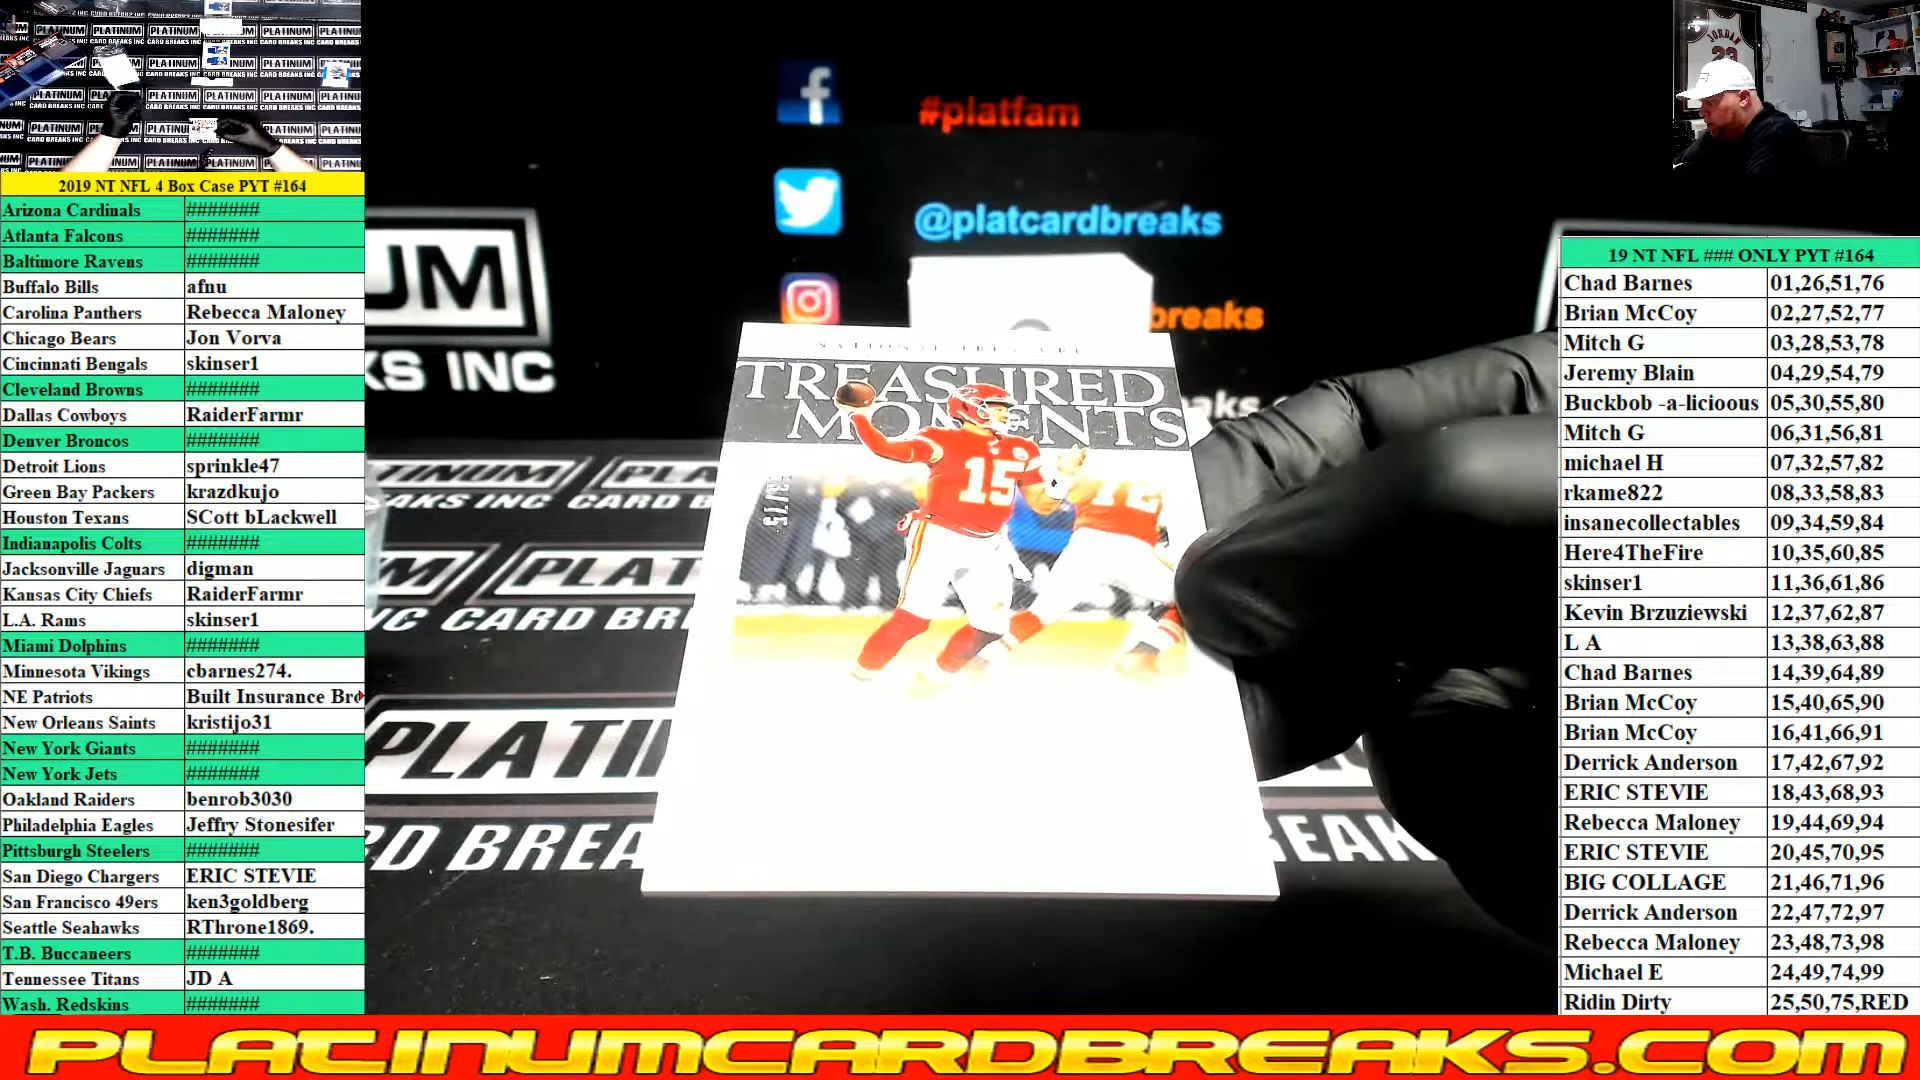 2019 NT NFL 4 Box Case PYT #164
Arizona Cardinals #######
Atlanta Falcons #######
Baltimore Ravens #######
Buffalo Bills afnu
Carolina Panthers Rebecca Maloney
Chicago Bears Jon Vorva
Cincinnati Bengals skinser1
Cleveland Browns #######
Dallas Cowboys RaiderFarmr
Denver Broncos #######
Detroit Lions sprinkle47
Green Bay Packers krazdkujo
Houston Texans SCott bLackwell
Indianapolis Colts #######
Jacksonville Jaguars digman
Kansas City Chiefs RaiderFarmr
L.A. Rams skinser1
Miami Dolphins #######
Minnesota Vikings cbarnes274.
NE Patriots Built Insurance Bro
New Orleans Saints kristijo31
New York Giants #######
New York Jets #######
Oakland Raiders benrob3030
Philadelphia Eagles Jeffry Stonesifer
Pittsburgh Steelers #######
San Diego Chargers ERIC STEVIE
San Francisco 49ers ken3goldberg
Seattle Seahawks RThrone1869.
T.B. Buccaneers #######
Tennessee Titans JD A
Wash. Redskins #######
#platfam
@platcardbreaks
breaks
UM
KS INC
TREASURED
MOMENTS
15
72
PLATI
RD BREA
BREAK
JORDAN
19 NT NFL ### ONLY PYT #164
Chad Barnes 01,26,51,76
Brian McCoy 02,27,52,77
Mitch G 03,28,53,78
Jeremy Blain 04,29,54,79
Buckbob -a-licioous 05,30,55,80
Mitch G 06,31,56,81
michael H 07,32,57,82
rkame822 08,33,58,83
insanecollectables 09,34,59,84
Here4TheFire 10,35,60,85
skinser1 11,36,61,86
Kevin Brzuziewski 12,37,62,87
L A 13,38,63,88
Chad Barnes 14,39,64,89
Brian McCoy 15,40,65,90
Brian McCoy 16,41,66,91
Derrick Anderson 17,42,67,92
ERIC STEVIE 18,43,68,93
Rebecca Maloney 19,44,69,94
ERIC STEVIE 20,45,70,95
BIG COLLAGE 21,46,71,96
Derrick Anderson 22,47,72,97
Rebecca Maloney 23,48,73,98
Michael E 24,49,74,99
Ridin Dirty 25,50,75,RED
PLATINUMCARDBREAKS.COM